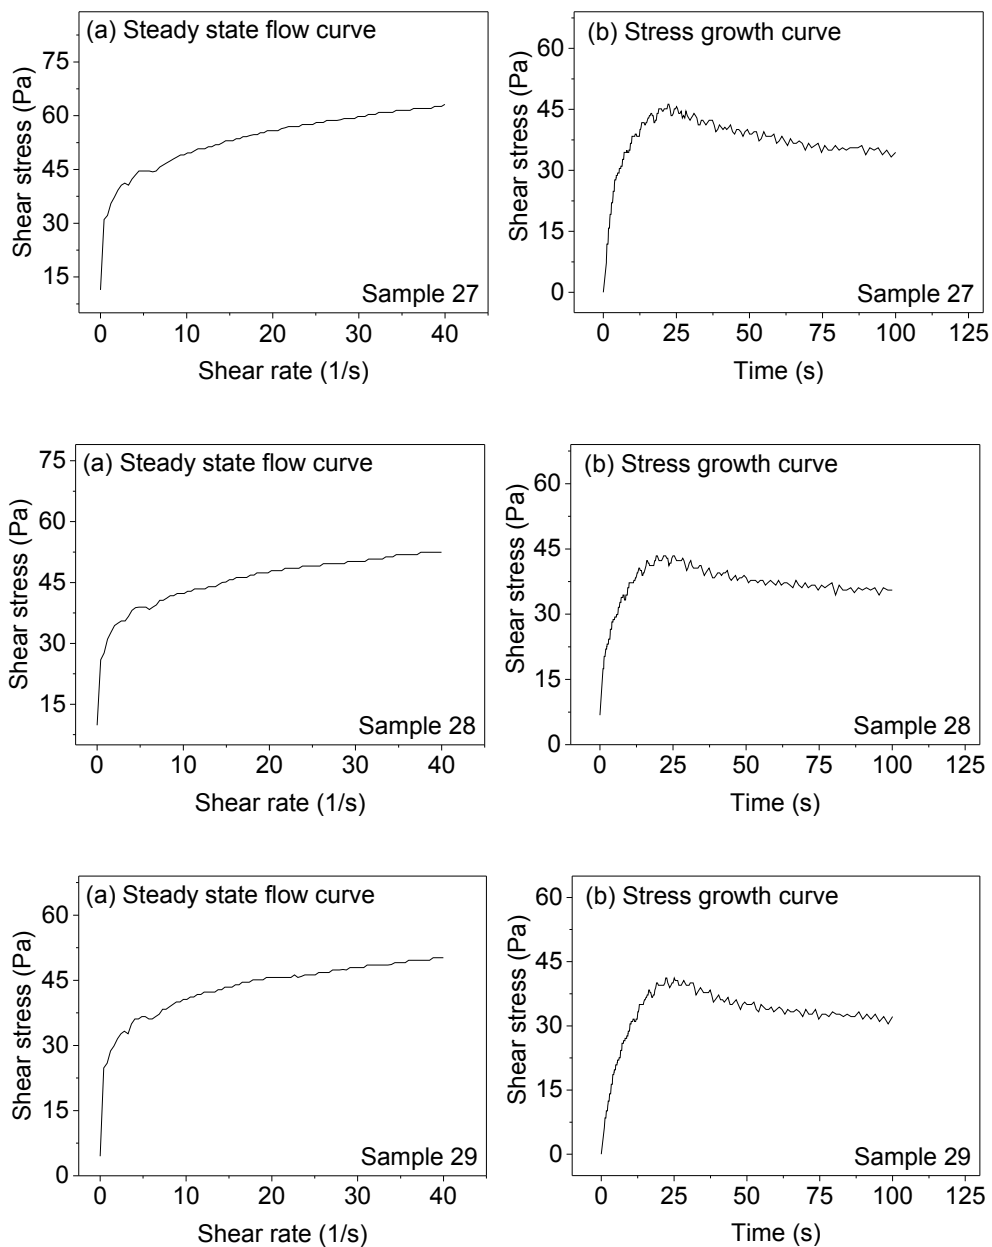 (a) Steady state flow curve
75
60
45
30
15
Shear stress (Pa)
Sample 27
0 10 20 30 40
Shear rate (1/s)
(b) Stress growth curve
60
45
30
15
0
Shear stress (Pa)
Sample 27
0 25 50 75 100 125
Time (s)
(a) Steady state flow curve
75
60
45
30
15
Shear stress (Pa)
Sample 28
0 10 20 30 40
Shear rate (1/s)
(b) Stress growth curve
60
45
30
15
0
Shear stress (Pa)
Sample 28
0 25 50 75 100 125
Time (s)
(a) Steady state flow curve
60
45
30
15
0
Shear stress (Pa)
Sample 29
0 10 20 30 40
Shear rate (1/s)
(b) Stress growth curve
60
45
30
15
0
Shear stress (Pa)
Sample 29
0 25 50 75 100 125
Time (s)